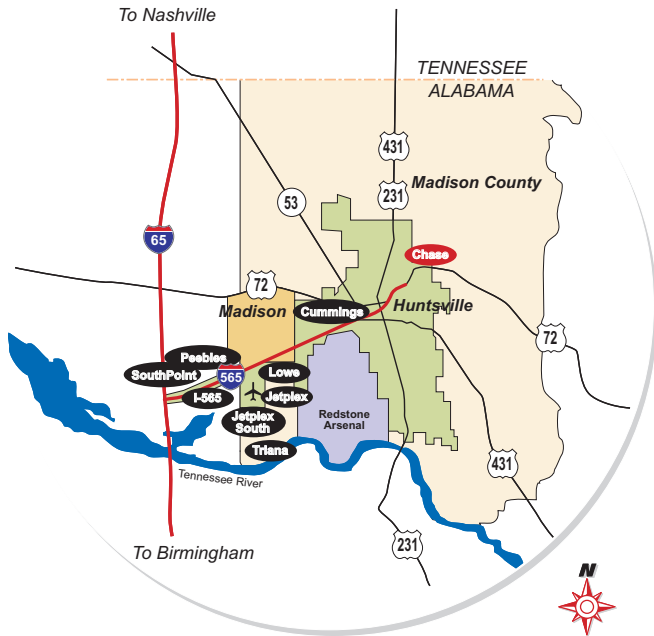 To Nashville
TENNESSEE
ALABAMA
431
Madison County
231
53
65
Chase
72
Madison
Cummings
Huntsville
72
Peebles
SouthPoint
565
Lowe
I-565
Jetplex
Jetplex
South
Redstone
Arsenal
Triana
431
Tennessee River
To Birmingham
231
N